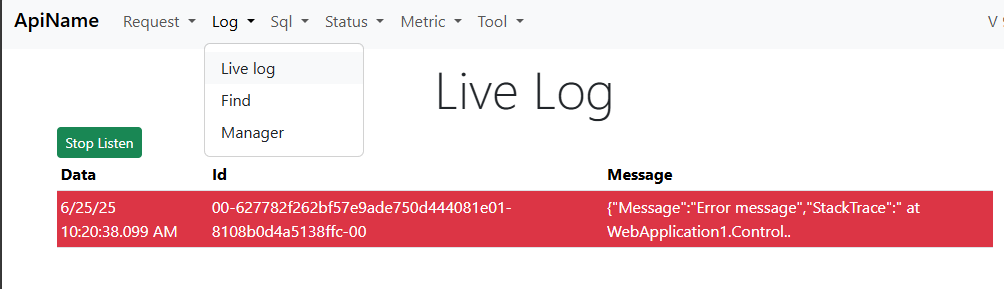 ApiName Request Log Sql Status Metric Tool V
Live log
Find
Manager
Live Log
Stop Listen
Data Id Message
6/25/25 00-627782f262bf57e9ade750d444081e01- {"Message":"Error message","StackTrace":" at
10:20:38.099 AM 8108b0d4a5138ffc-00 WebApplication1.Control..